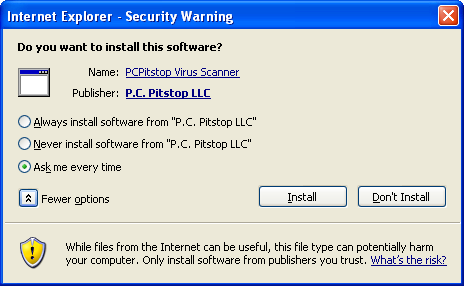 Internet Explorer - Security Warning
Do you want to install this software?
Name: PCPitstop Virus Scanner
Publisher: P.C. Pitstop LLC
Always install software from "P.C. Pitstop LLC"
Never install software from "P.C. Pitstop LLC"
Ask me every time
Fewer options Install Don't Install
While files from the Internet can be useful, this file type can potentially harm
your computer. Only install software from publishers you trust. What's the risk?